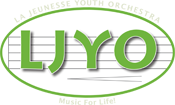 LA JEUNESSE YOUTH ORCHESTRA
LJYO
Music For Life!